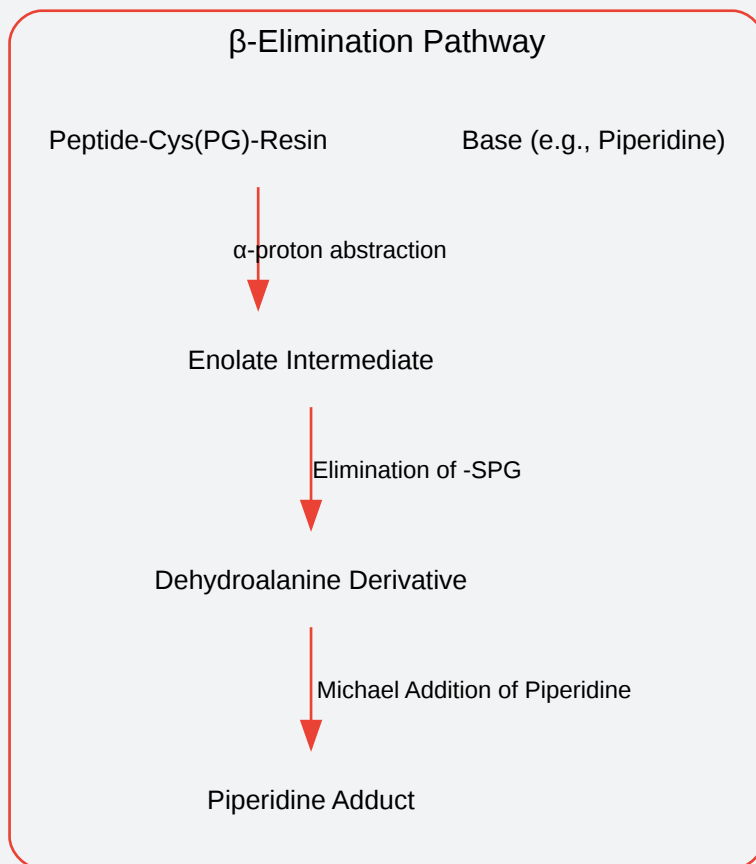 β-Elimination Pathway
Peptide-Cys(PG)-Resin
Base (e.g., Piperidine)
α-proton abstraction
Enolate Intermediate
Elimination of -SPG
Dehydroalanine Derivative
Michael Addition of Piperidine
Piperidine Adduct